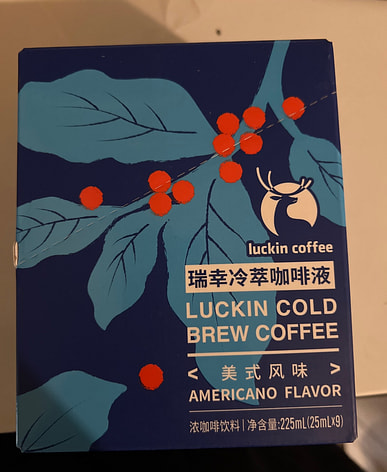 luckin coffee
瑞幸冷萃咖啡液
LUCKIN COLD
BREW COFFEE
< 美式风味 >
AMERICANO FLAVOR
浓咖啡饮料 | 净含量:225mL(25mL×9)